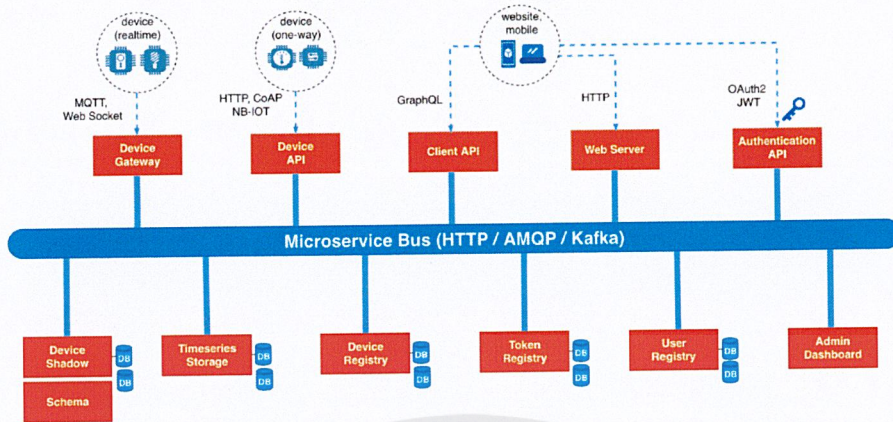 device
(realtime)
device
(one-way)
website,
mobile
MQTT,
Web Socket
HTTP, CoAP
NB-IOT
GraphQL
HTTP
OAuth2
JWT
Device
Gateway
Device
API
Client API
Web Server
Authentication
API
Microservice Bus (HTTP / AMQP / Kafka)
Device
Shadow
DB
DB
Schema
Timeseries
Storage
DB
DB
Device
Registry
DB
DB
Token
Registry
DB
DB
User
Registry
DB
DB
Admin
Dashboard